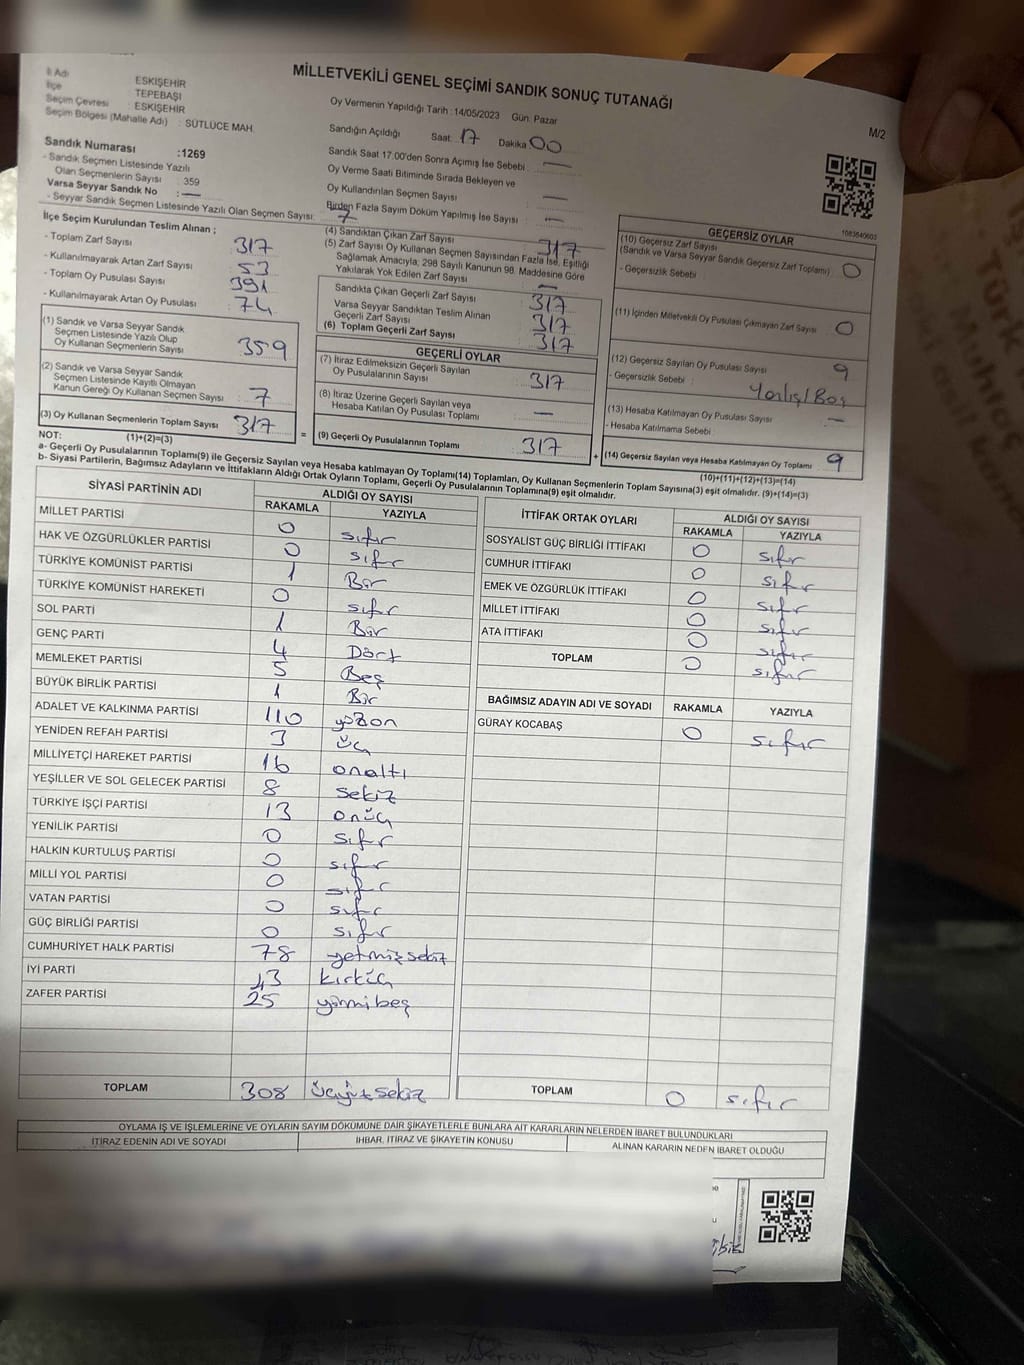 MİLLETVEKİLİ GENEL SEÇİMİ SANDIK SONUÇ TUTANAĞI
M/2
İl Adı ESKİŞEHİR
İlçe TEPEBAŞI
Seçim Çevresi : ESKİŞEHİR
Seçim Bölgesi (Mahalle Adı) : SÜTLÜCE MAH.
Sandık Numarası :1269
- Sandık Seçmen Listesinde Yazılı
Olan Seçmenlerin Sayısı : 359
Varsa Seyyar Sandık No : —
- Seyyar Sandık Seçmen Listesinde Yazılı Olan Seçmen Sayısı:
Oy Vermenin Yapıldığı Tarih : 14/05/2023 Gün: Pazar
Sandığın Açıldığı Saat: 17 Dakika 00
Sandık Saat 17.00'den Sonra Açımış İse Sebebi —
Oy Verme Saati Bitiminde Sırada Bekleyen ve
Oy Kullandırılan Seçmen Sayısı —
Birden Fazla Sayım Döküm Yapılmış İse Sayısı —
7
1083640603
İlçe Seçim Kurulundan Teslim Alınan ;
- Toplam Zarf Sayısı 317
- Kullanılmayarak Artan Zarf Sayısı 53
- Toplam Oy Pusulası Sayısı 391
- Kullanılmayarak Artan Oy Pusulası 74
(1) Sandık ve Varsa Seyyar Sandık
Seçmen Listesinde Yazılı Olup
Oy Kullanan Seçmenlerin Sayısı 359
(2) Sandık ve Varsa Seyyar Sandık
Seçmen Listesinde Kayıtlı Olmayan
Kanun Gereği Oy Kullanan Seçmen Sayısı 7
(3) Oy Kullanan Seçmenlerin Toplam Sayısı 317
(4) Sandıktan Çıkan Zarf Sayısı 317
(5) Zarf Sayısı Oy Kullanan Seçmen Sayısından Fazla İse, Eşitliği
Sağlamak Amacıyla; 298 Sayılı Kanunun 98. Maddesine Göre
Yakılarak Yok Edilen Zarf Sayısı —
Sandıkta Çıkan Geçerli Zarf Sayısı 317
Varsa Seyyar Sandıktan Teslim Alınan
Geçerli Zarf Sayısı 317
(6) Toplam Geçerli Zarf Sayısı 317
GEÇERLİ OYLAR
(7) İtiraz Edilmeksizin Geçerli Sayılan
Oy Pusulalarının Sayısı 317
(8) İtiraz Üzerine Geçerli Sayılan veya
Hesaba Katılan Oy Pusulası Toplamı —
= (9) Geçerli Oy Pusulalarının Toplamı 317 +
GEÇERSİZ OYLAR
(10) Geçersiz Zarf Sayısı
(Sandık ve Varsa Seyyar Sandık Geçersiz Zarf Toplamı) 0
- Geçersizlik Sebebi :
(11) İçinden Milletvekili Oy Pusulası Çıkmayan Zarf Sayısı 0
(12) Geçersiz Sayılan Oy Pusulası Sayısı 9
- Geçersizlik Sebebi : Yanlış/Boş
(13) Hesaba Katılmayan Oy Pusulası Sayısı —
- Hesaba Katılmama Sebebi
(14) Geçersiz Sayılan veya Hesaba Katılmayan Oy Toplamı 9
NOT: (1)+(2)=(3) (10)+(11)+(12)+(13)=(14)
a- Geçerli Oy Pusulalarının Toplamı(9) ile Geçersiz Sayılan veya Hesaba katılmayan Oy Toplamı(14) Toplamları, Oy Kullanan Seçmenlerin Toplam Sayısına(3) eşit olmalıdır. (9)+(14)=(3)
b- Siyasi Partilerin, Bağımsız Adayların ve İttifakların Aldığı Ortak Oyların Toplamı, Geçerli Oy Pusulalarının Toplamına(9) eşit olmalıdır.
SİYASİ PARTİNİN ADI ALDIĞI OY SAYISI
RAKAMLA YAZIYLA
MİLLET PARTİSİ 0 sıfır
HAK VE ÖZGÜRLÜKLER PARTİSİ 0 sıfır
TÜRKİYE KOMÜNİST PARTİSİ 1 Bir
TÜRKİYE KOMÜNİST HAREKETİ 0 sıfır
SOL PARTİ 1 Bir
GENÇ PARTİ 4 Dört
MEMLEKET PARTİSİ 5 Beş
BÜYÜK BİRLİK PARTİSİ 1 Bir
ADALET VE KALKINMA PARTİSİ 110 yüzon
YENİDEN REFAH PARTİSİ 3 üç
MİLLİYETÇİ HAREKET PARTİSİ 16 onaltı
YEŞİLLER VE SOL GELECEK PARTİSİ 8 sekiz
TÜRKİYE İŞÇİ PARTİSİ 13 onüç
YENİLİK PARTİSİ 0 sıfır
HALKIN KURTULUŞ PARTİSİ 0 sıfır
MİLLİ YOL PARTİSİ 0 sıfır
VATAN PARTİSİ 0 sıfır
GÜÇ BİRLİĞİ PARTİSİ 0 sıfır
CUMHURİYET HALK PARTİSİ 78 yetmişsekiz
İYİ PARTİ 43 kırküç
ZAFER PARTİSİ 25 yirmibeş
TOPLAM 308 üçyüzsekiz
İTTİFAK ORTAK OYLARI ALDIĞI OY SAYISI
RAKAMLA YAZIYLA
SOSYALİST GÜÇ BİRLİĞİ İTTİFAKI 0 sıfır
CUMHUR İTTİFAKI 0 sıfır
EMEK VE ÖZGÜRLÜK İTTİFAKI 0 sıfır
MİLLET İTTİFAKI 0 sıfır
ATA İTTİFAKI 0 sıfır
TOPLAM 0 sıfır
BAĞIMSIZ ADAYIN ADI VE SOYADI RAKAMLA YAZIYLA
GÜRAY KOCABAŞ 0 sıfır
TOPLAM 0 sıfır
OYLAMA İŞ VE İŞLEMLERİNE VE OYLARIN SAYIM DÖKÜMÜNE DAİR ŞİKAYETLERLE BUNLARA AİT KARARLARIN NELERDEN İBARET BULUNDUKLARI
İTİRAZ EDENİN ADI VE SOYADI İHBAR, İTİRAZ VE ŞİKAYETİN KONUSU ALINAN KARARIN NEDEN İBARET OLDUĞU